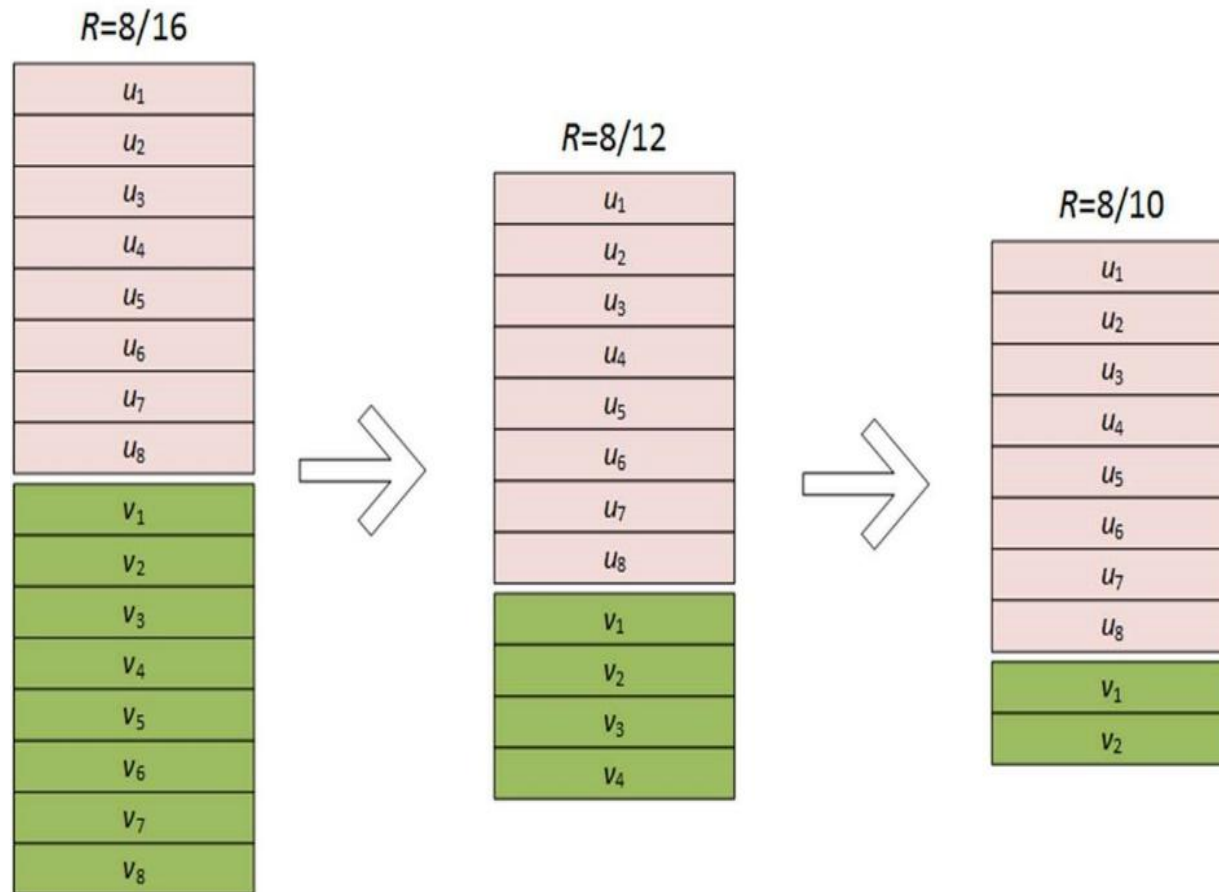 R=8/16
u₁
u₂
u₃
u₄
u₅
u₆
u₇
u₈
v₁
v₂
v₃
v₄
v₅
v₆
v₇
v₈
R=8/12
u₁
u₂
u₃
u₄
u₅
u₆
u₇
u₈
v₁
v₂
v₃
v₄
R=8/10
u₁
u₂
u₃
u₄
u₅
u₆
u₇
u₈
v₁
v₂